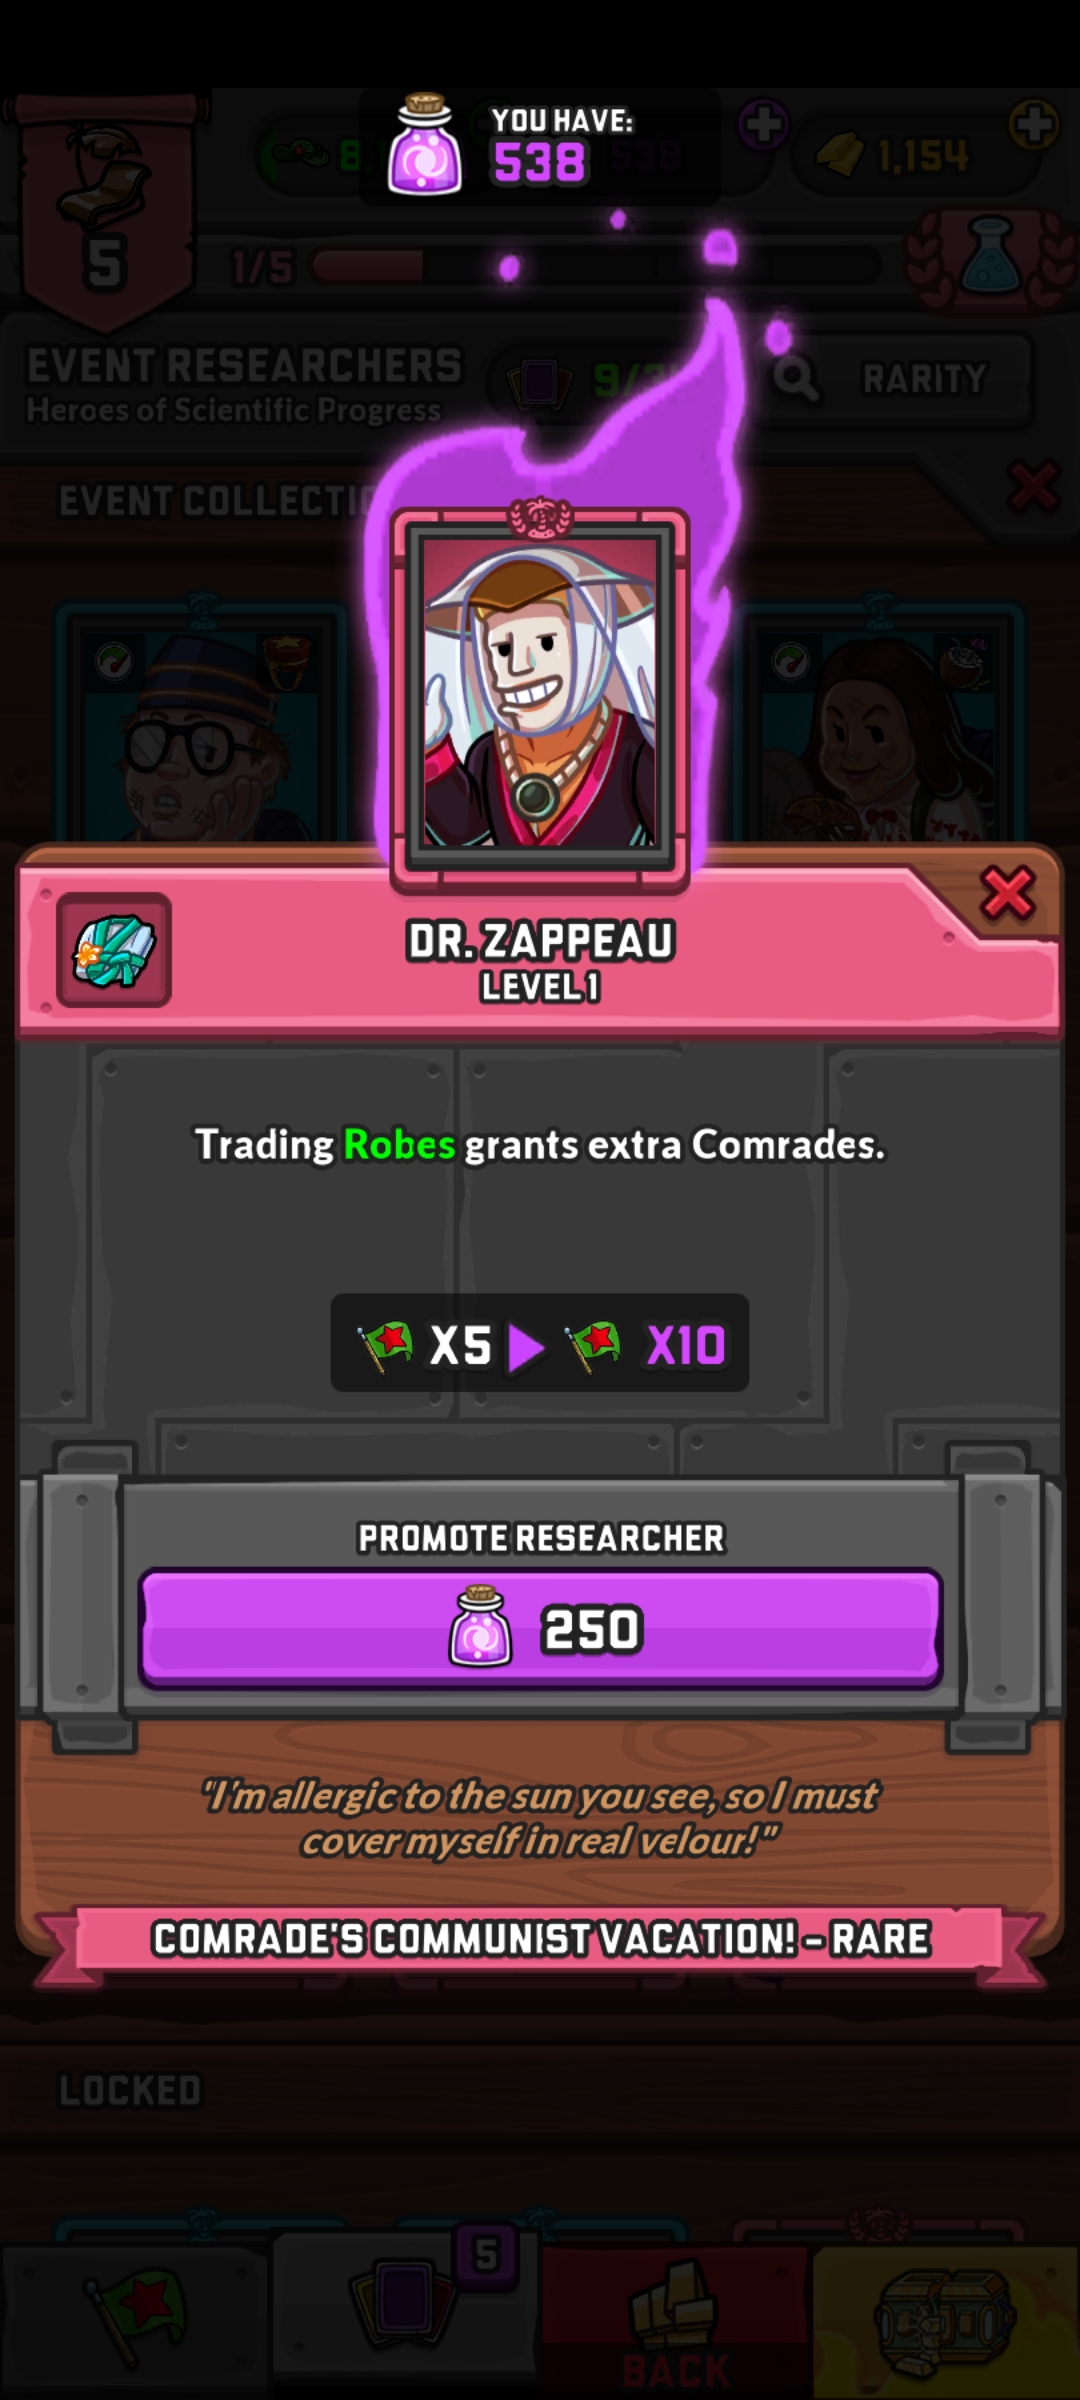 YOU HAVE:
538
538
1,154
5
1/5
EVENT RESEARCHERS
Heroes of Scientific Progress
RARITY
DR. ZAPPEAU
LEVEL 1
Trading Robes grants extra Comrades.
X5 X10
PROMOTE RESEARCHER
250
"I'm allergic to the sun you see, so I must
cover myself in real velour!"
COMRADE'S COMMUNIST VACATION! - RARE
LOCKED
5
BACK